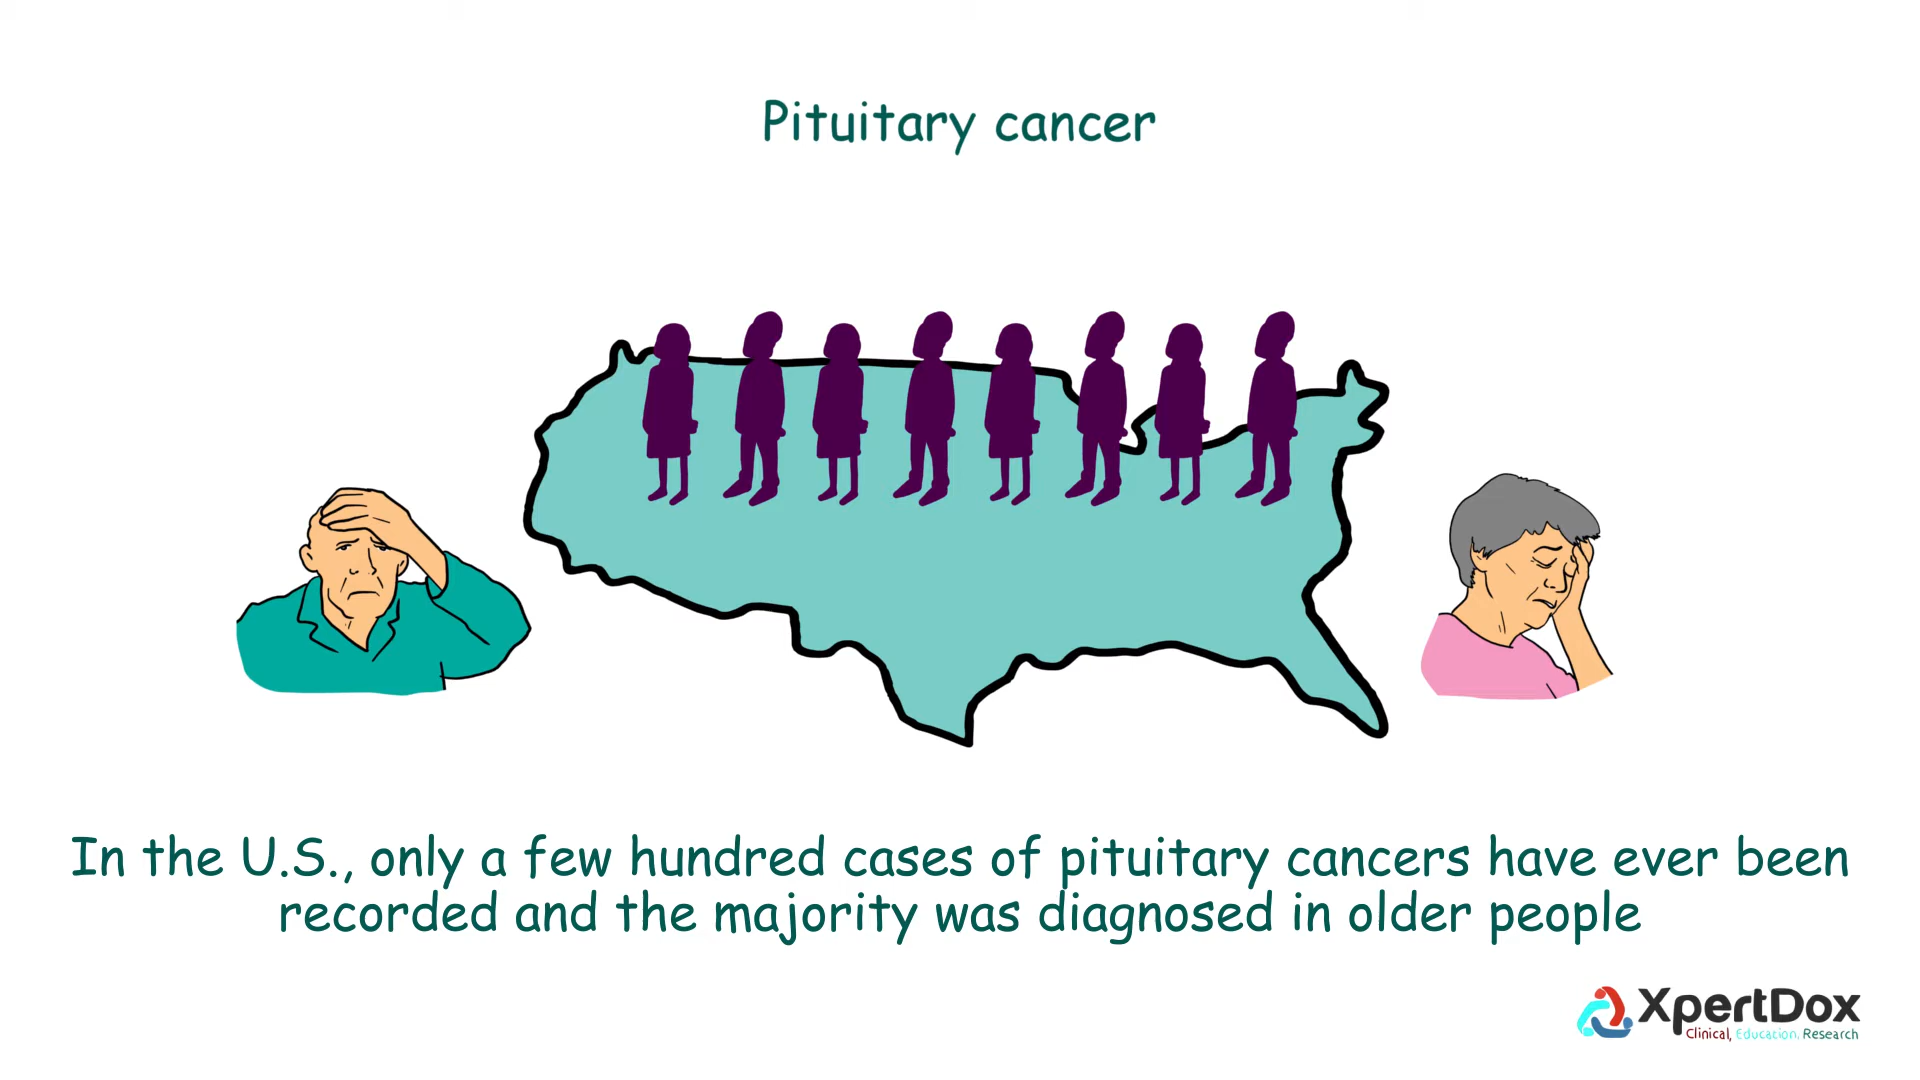 Pituitary cancer
In the U.S., only a few hundred cases of pituitary cancers have ever been
recorded and the majority was diagnosed in older people
XpertDox
Clinical, Education, Research